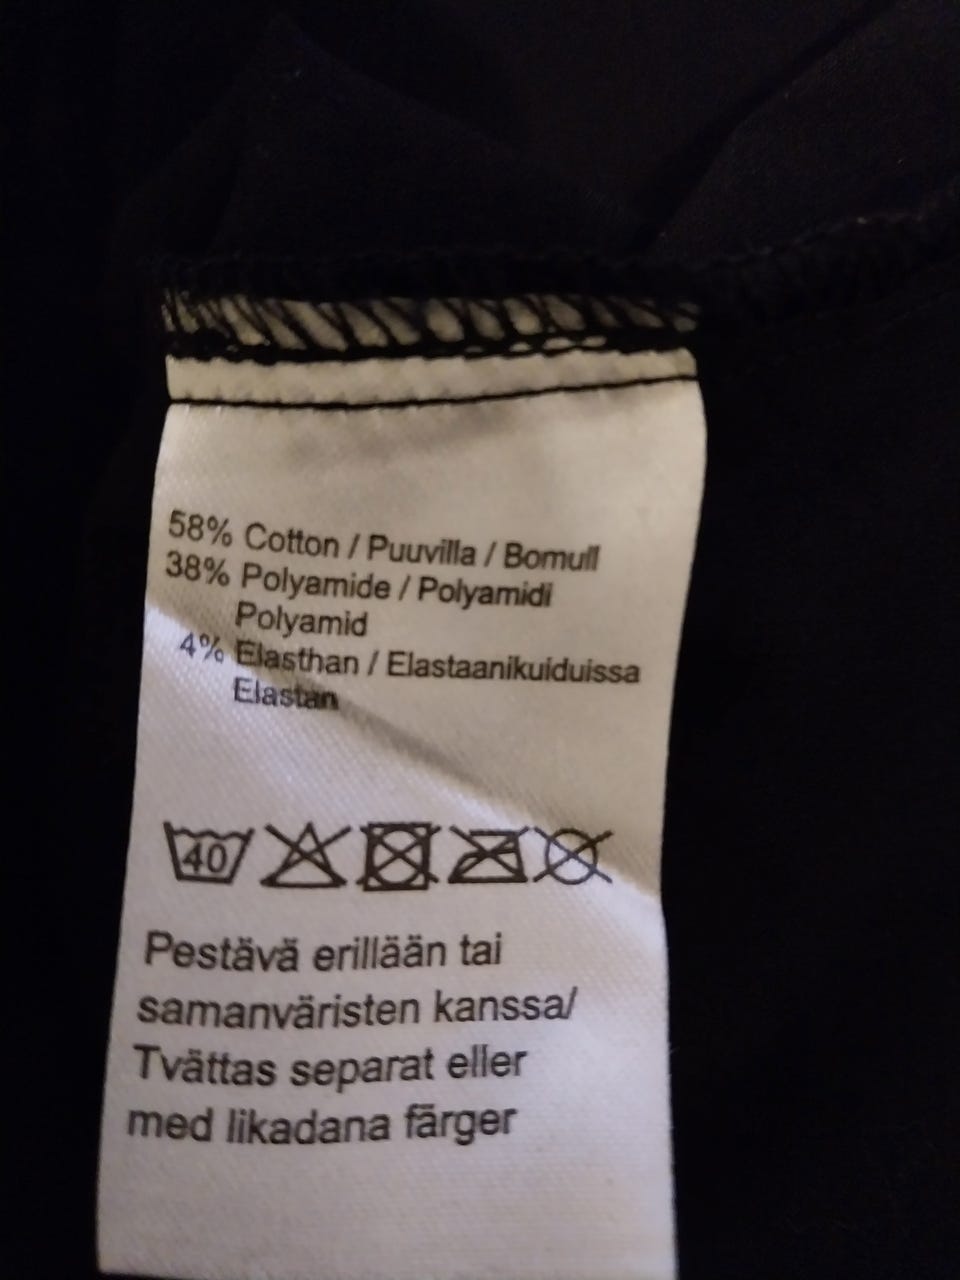 58% Cotton / Puuvilla / Bomull
38% Polyamide / Polyamidi
Polyamid
4% Elasthan / Elastaanikuiduissa
Elastan
40
Pestävä erillään tai
samanväristen kanssa/
Tvättas separat eller
med likadana färger